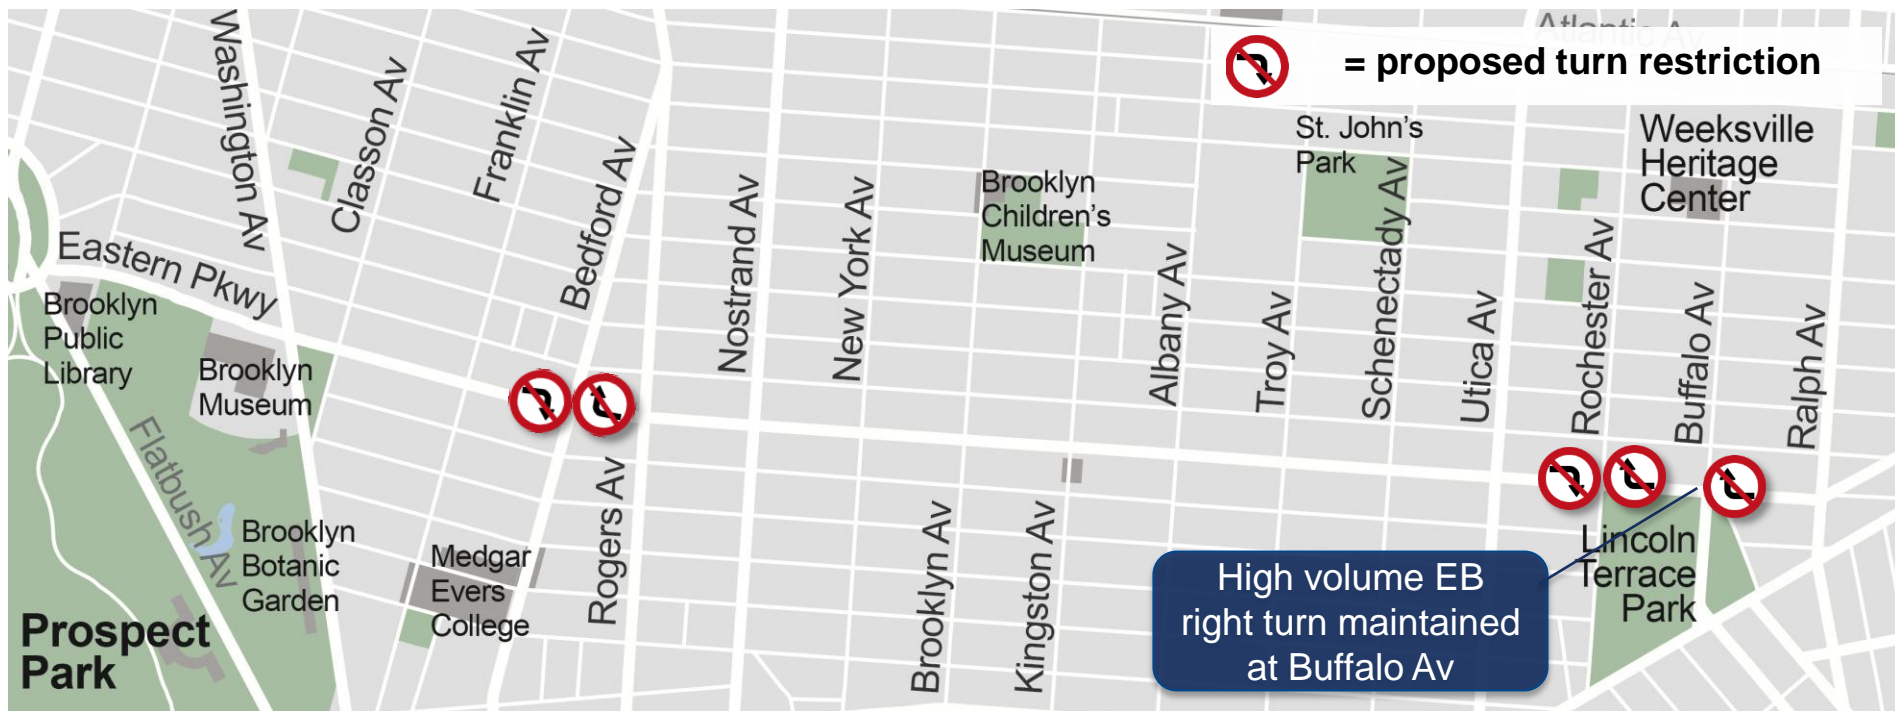 Atlantic Av
= proposed turn restriction
Washington Av
Classon Av
Franklin Av
Bedford Av
Nostrand Av
New York Av
Brooklyn
Children's
Museum
Albany Av
Troy Av
St. John's
Park
Schenectady Av
Utica Av
Rochester Av
Weeksville
Heritage
Center
Buffalo Av
Ralph Av
Eastern Pkwy
Brooklyn
Public
Library
Brooklyn
Museum
Flatbush Av
Brooklyn
Botanic
Garden
Prospect
Park
Medgar
Evers
College
Rogers Av
Brooklyn Av
Kingston Av
High volume EB
right turn maintained
at Buffalo Av
Lincoln
Terrace
Park